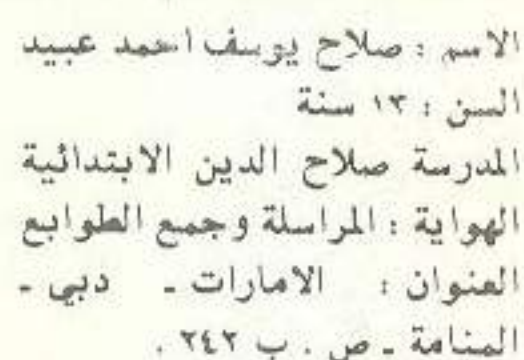 الاسم : صلاح يوسف احمد عبيد
السن : ١٣ سنة
المدرسة صلاح الدين الابتدائية
الهواية : المراسلة وجمع الطوابع
العنوان : الامارات - دبي -
المنامة - ص . ب ٢٤٢ .